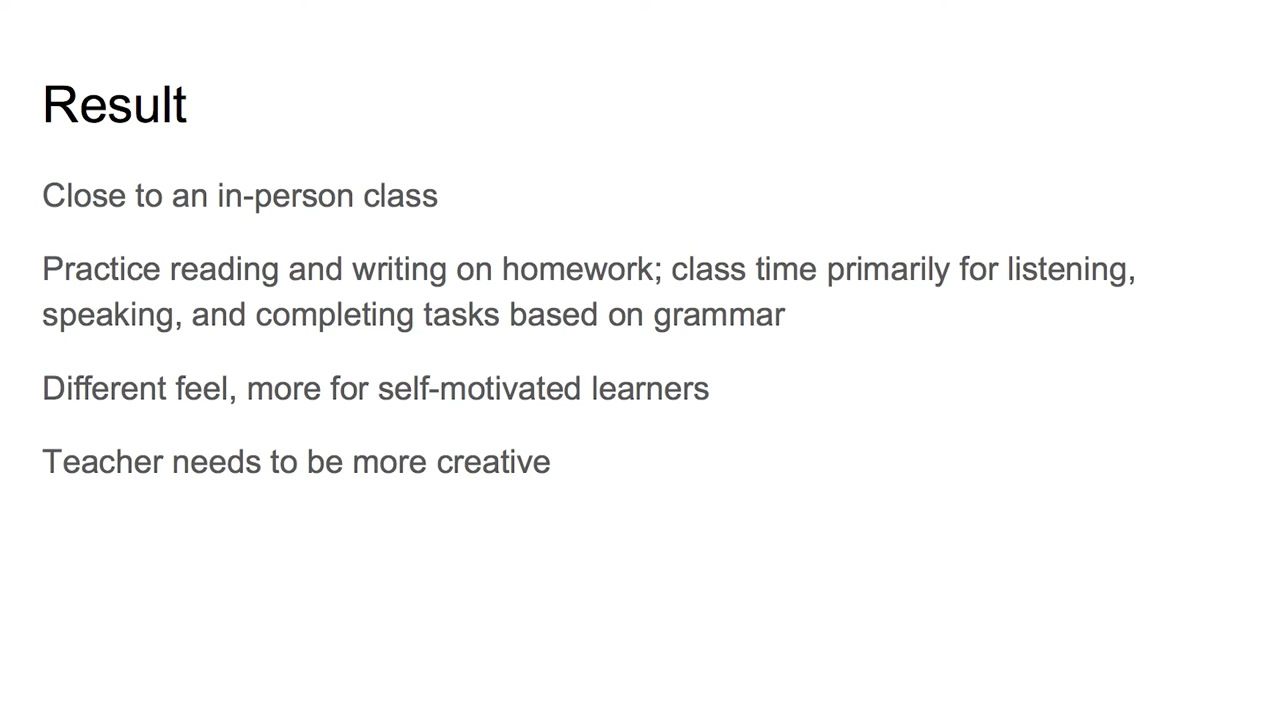 Result
Close to an in-person class
Practice reading and writing on homework; class time primarily for listening,
speaking, and completing tasks based on grammar
Different feel, more for self-motivated learners
Teacher needs to be more creative